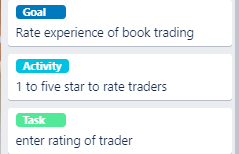 Goal
Rate experience of book trading
Activity
1 to five star to rate traders
Task
enter rating of trader